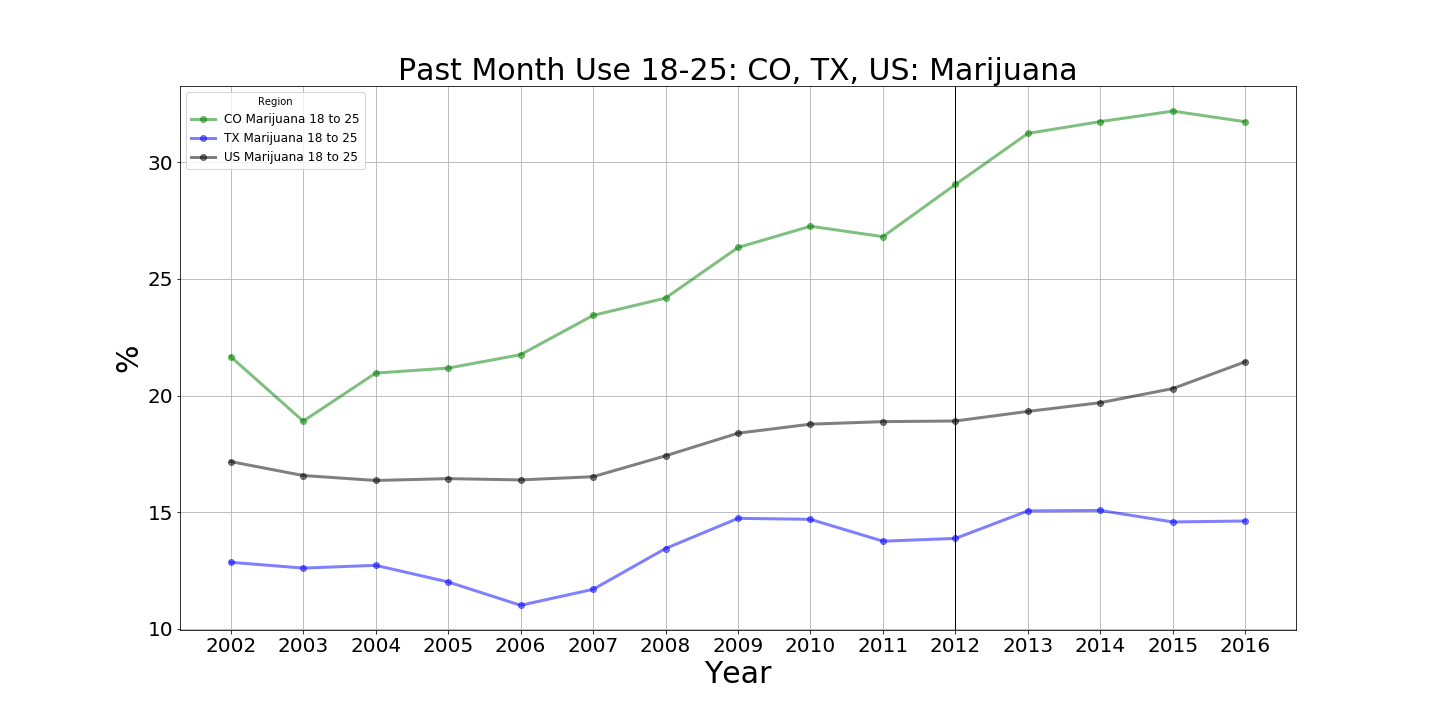 Past Month Use 18-25: CO, TX, US: Marijuana
Region
CO Marijuana 18 to 25
TX Marijuana 18 to 25
US Marijuana 18 to 25
30
25
20
15
10
%
2002 2003 2004 2005 2006 2007 2008 2009 2010 2011 2012 2013 2014 2015 2016
Year